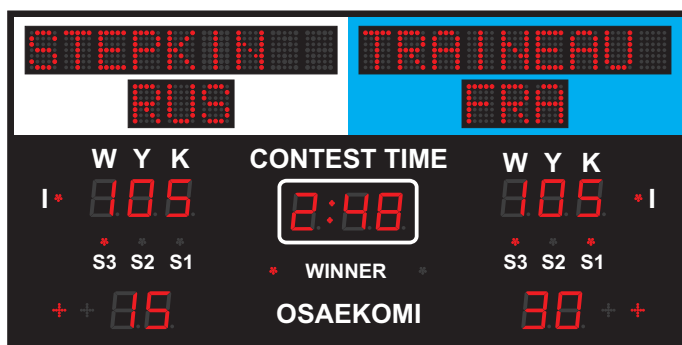 STEPKIN TRAINEAU
RUS FRA
W Y K CONTEST TIME W Y K
I 105 2:48 105 I
S3 S2 S1 WINNER S3 S2 S1
15 OSAEKOMI 30